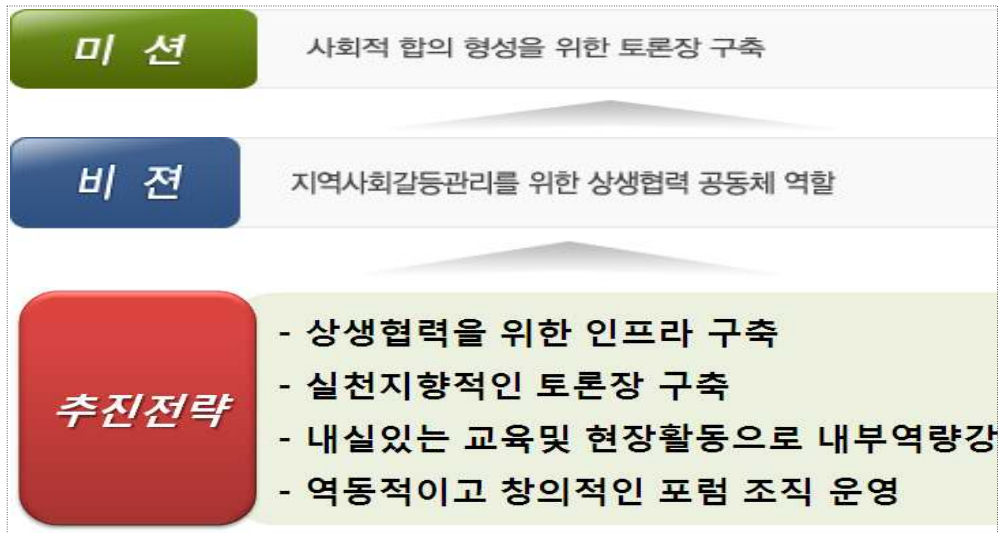 미 션
사회적 합의 형성을 위한 토론장 구축
비 젼
지역사회갈등관리를 위한 상생협력 공동체 역할
추진전략
- 상생협력을 위한 인프라 구축
- 실천지향적인 토론장 구축
- 내실있는 교육및 현장활동으로 내부역량강
- 역동적이고 창의적인 포럼 조직 운영